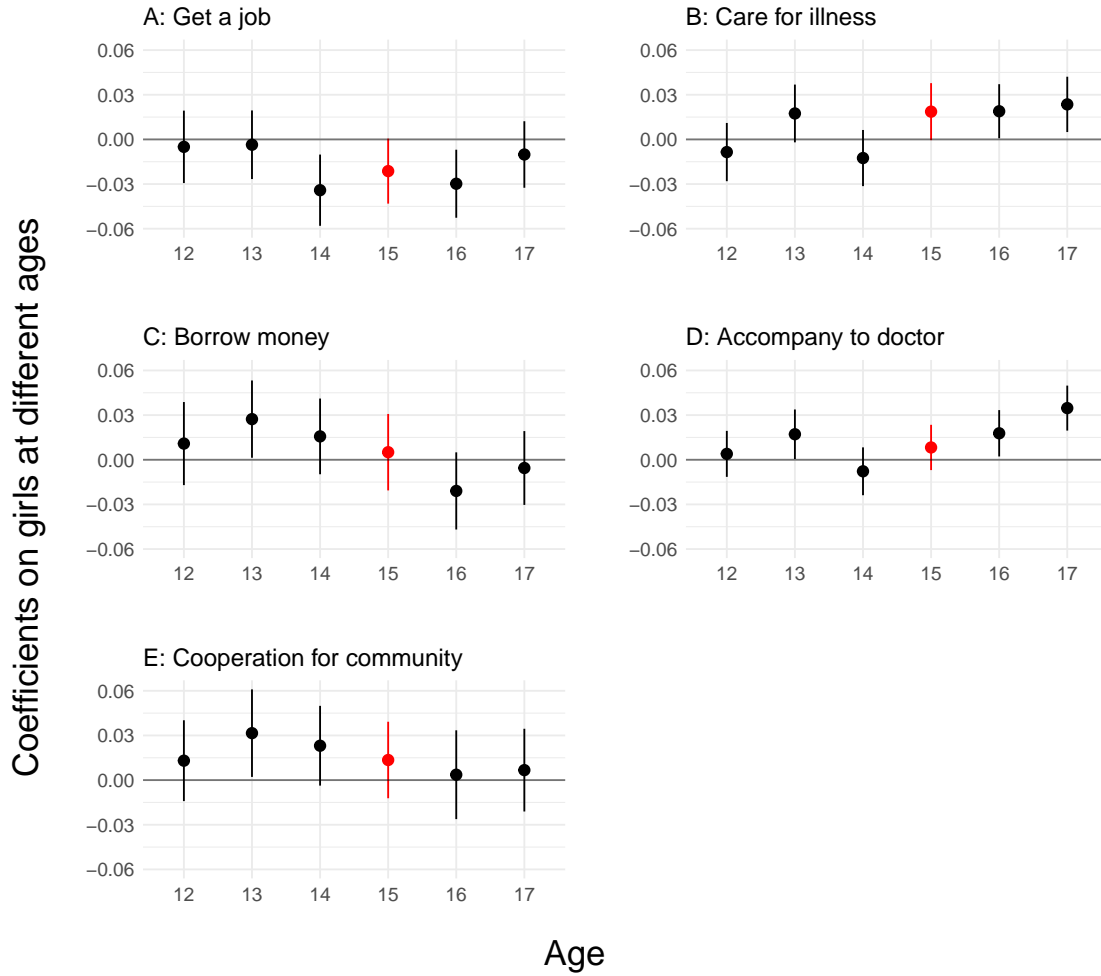 A: Get a job
0.06
0.03
0.00
−0.03
−0.06
12 13 14 15 16 17
B: Care for illness
0.06
0.03
0.00
−0.03
−0.06
12 13 14 15 16 17
C: Borrow money
0.06
0.03
0.00
−0.03
−0.06
12 13 14 15 16 17
D: Accompany to doctor
0.06
0.03
0.00
−0.03
−0.06
12 13 14 15 16 17
E: Cooperation for community
0.06
0.03
0.00
−0.03
−0.06
12 13 14 15 16 17
Coefficients on girls at different ages
Age